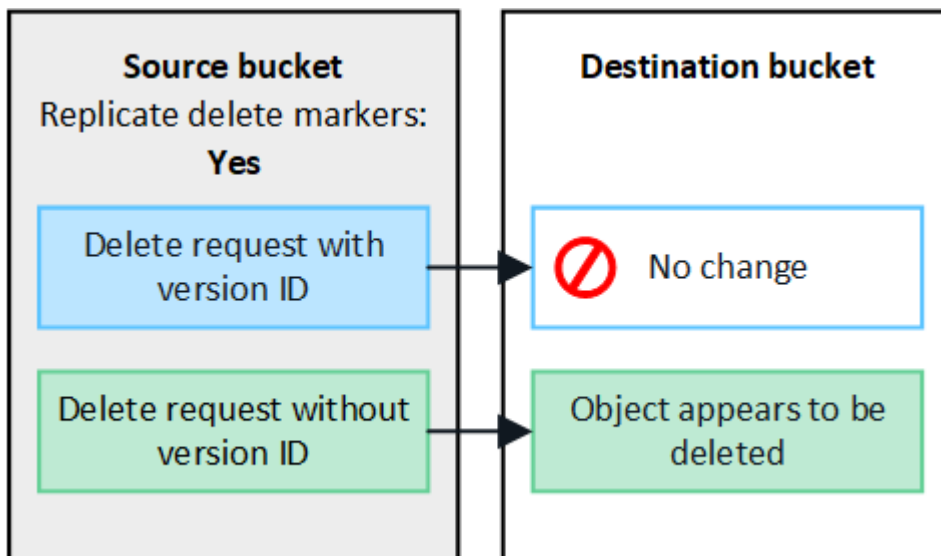 Source bucket
Replicate delete markers:
Yes
Delete request with
version ID
Delete request without
version ID
Destination bucket
No change
Object appears to be
deleted